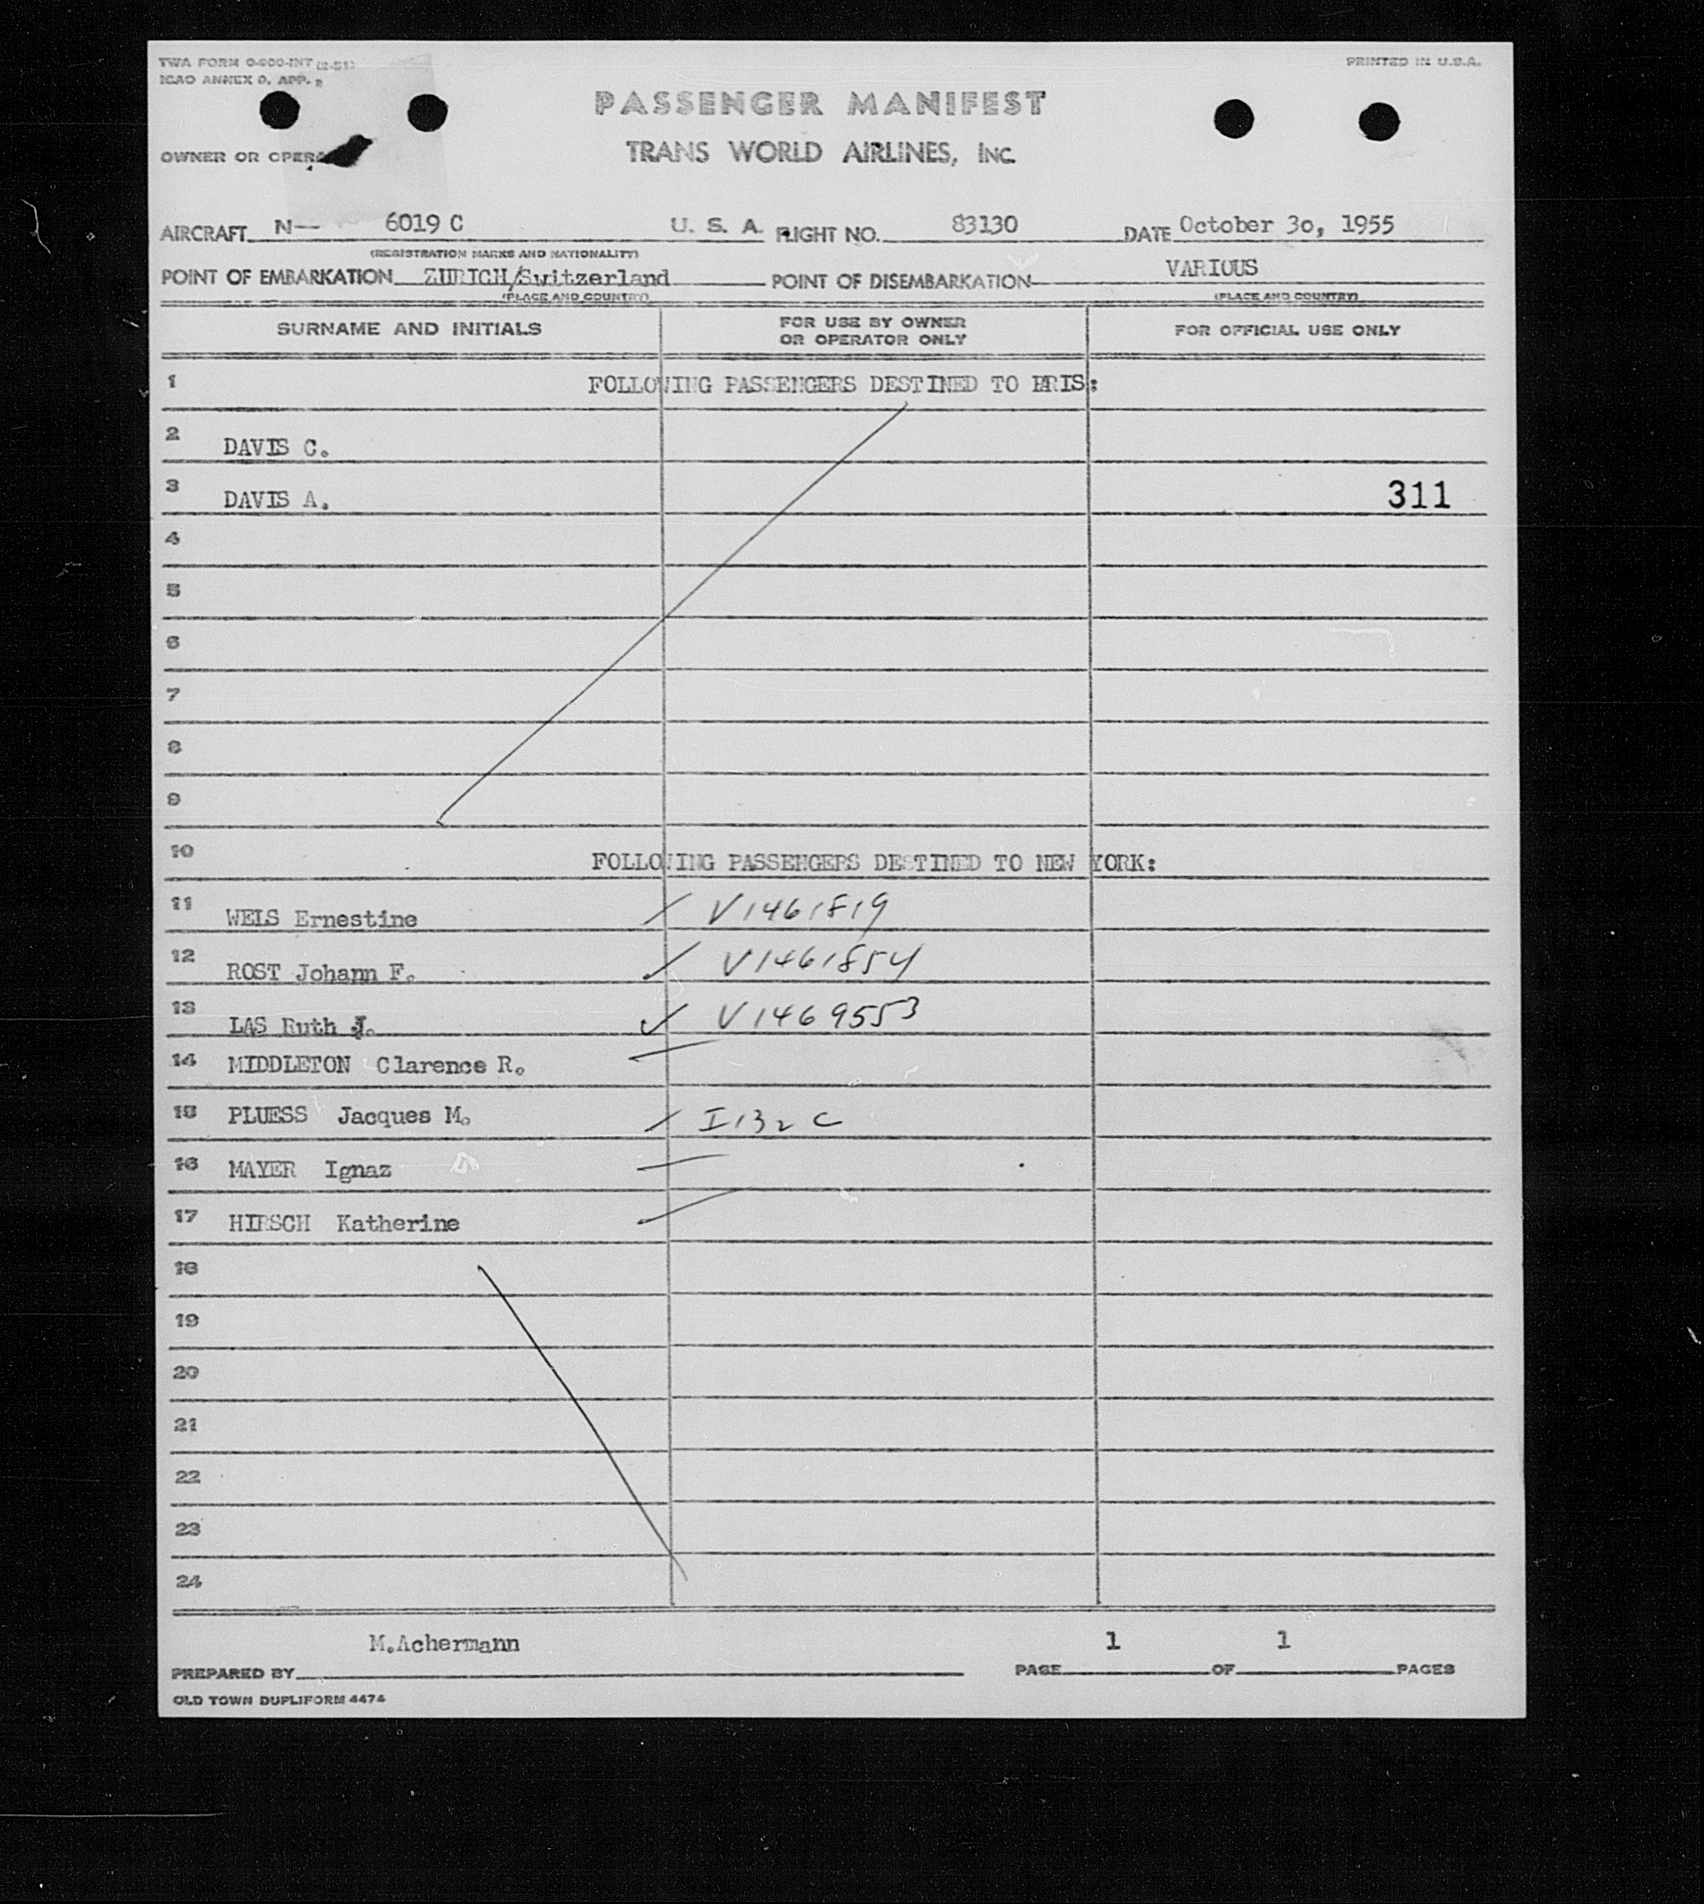 TWA FORM O-900-INT (2-51)
PRINTED IN U.S.A.
ICAO ANNEX 9, APP. 2
PASSENGER MANIFEST
OWNER OR
TRANS WORLD AIRLINES, INC.
AIRCRAFT N— 6019 C U. S. A. FLIGHT NO. 83130 DATE October 3o, 1955
(REGISTRATION MARKS AND NATIONALITY)
POINT OF EMBARKATION ZURICH/Switzerland POINT OF DISEMBARKATION VARIOUS
(PLACE AND COUNTRY) (PLACE AND COUNTRY)
SURNAME AND INITIALS FOR USE BY OWNER OR OPERATOR ONLY FOR OFFICIAL USE ONLY
1 FOLLOWING PASSENGERS DESTINED TO PARIS:
2 DAVIS C.
3 DAVIS A. 311
4
5
6
7
8
9
10 FOLLOWING PASSENGERS DESTINED TO NEW YORK:
11 WELS Ernestine V1461819
12 ROST Johann F. V1461854
13 LAS Ruth J. V1469553
14 MIDDLETON Clarence R.
15 PLUESS Jacques M. I132 C
16 MAYER Ignaz
17 HIRSCH Katherine
18
19
20
21
22
23
24
M.Achermann 1 1
PREPARED BY PAGE OF PAGES
OLD TOWN DUPLIFORM 4474